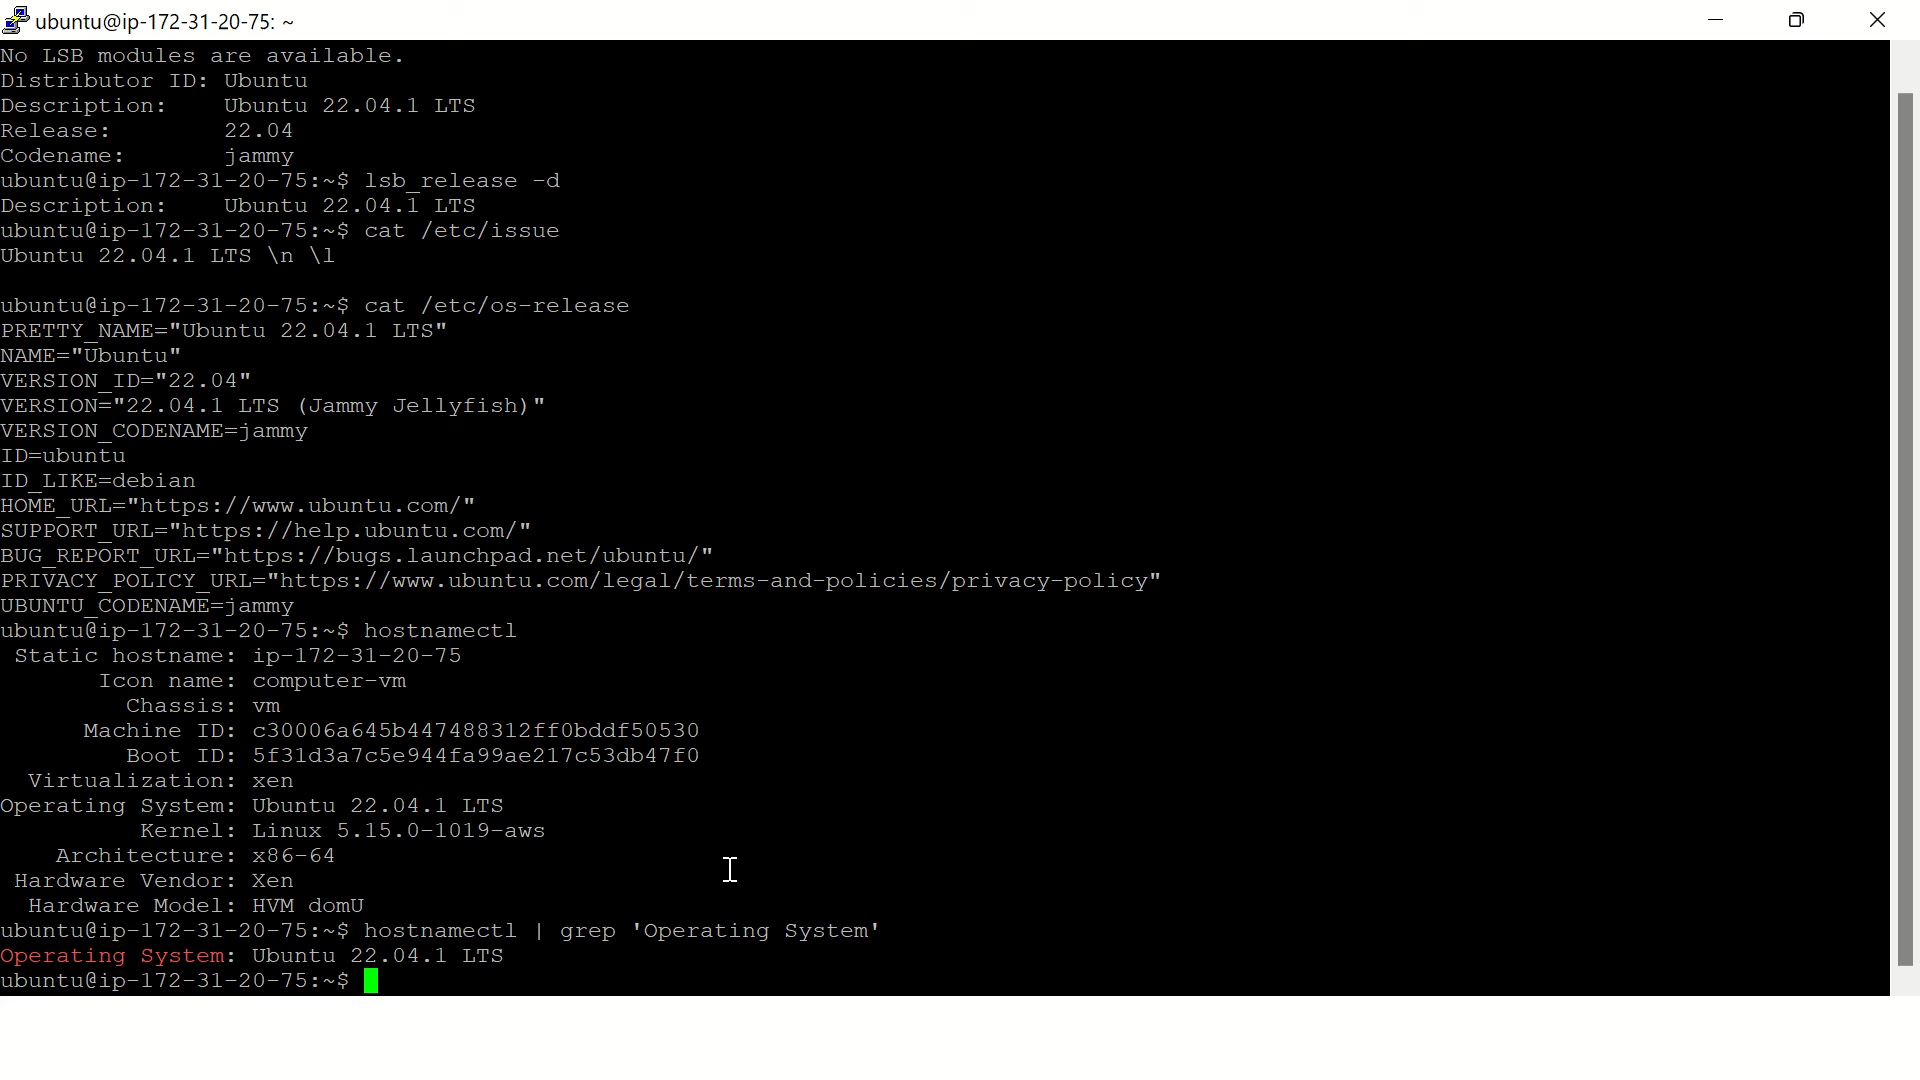 ubuntu@ip-172-31-20-75: ~
No LSB modules are available.
Distributor ID: Ubuntu
Description:    Ubuntu 22.04.1 LTS
Release:        22.04
Codename:       jammy
ubuntu@ip-172-31-20-75:~$ lsb_release -d
Description:    Ubuntu 22.04.1 LTS
ubuntu@ip-172-31-20-75:~$ cat /etc/issue
Ubuntu 22.04.1 LTS \n \l

ubuntu@ip-172-31-20-75:~$ cat /etc/os-release
PRETTY_NAME="Ubuntu 22.04.1 LTS"
NAME="Ubuntu"
VERSION_ID="22.04"
VERSION="22.04.1 LTS (Jammy Jellyfish)"
VERSION_CODENAME=jammy
ID=ubuntu
ID_LIKE=debian
HOME_URL="https://www.ubuntu.com/"
SUPPORT_URL="https://help.ubuntu.com/"
BUG_REPORT_URL="https://bugs.launchpad.net/ubuntu/"
PRIVACY_POLICY_URL="https://www.ubuntu.com/legal/terms-and-policies/privacy-policy"
UBUNTU_CODENAME=jammy
ubuntu@ip-172-31-20-75:~$ hostnamectl
 Static hostname: ip-172-31-20-75
       Icon name: computer-vm
         Chassis: vm
      Machine ID: c30006a645b447488312ff0bddf50530
         Boot ID: 5f31d3a7c5e944fa99ae217c53db47f0
  Virtualization: xen
Operating System: Ubuntu 22.04.1 LTS
          Kernel: Linux 5.15.0-1019-aws
    Architecture: x86-64
 Hardware Vendor: Xen
  Hardware Model: HVM domU
ubuntu@ip-172-31-20-75:~$ hostnamectl | grep 'Operating System'
Operating System: Ubuntu 22.04.1 LTS
ubuntu@ip-172-31-20-75:~$